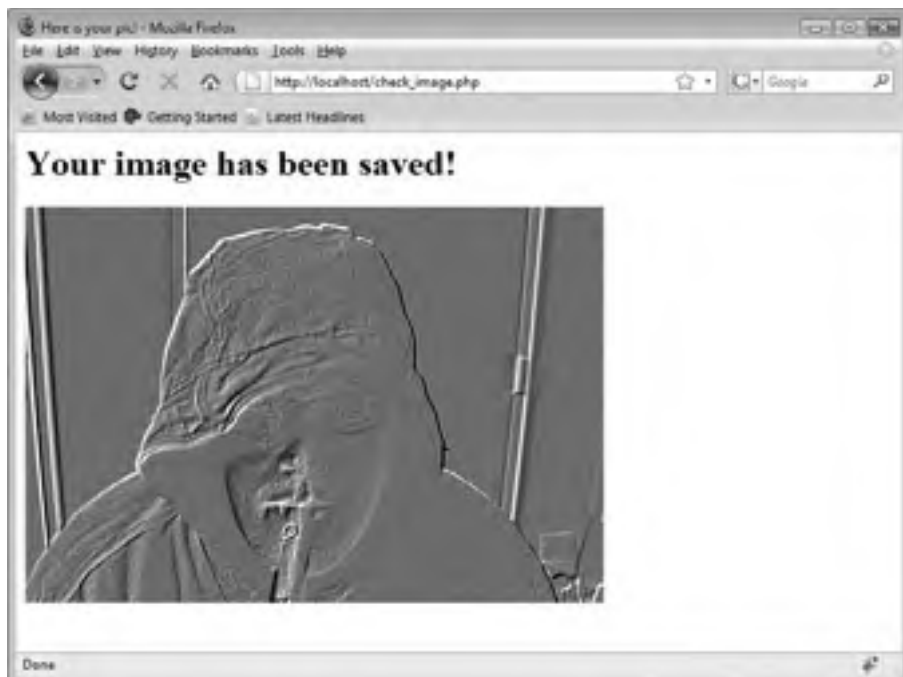 Here is your pic! - Mozilla Firefox
File Edit View History Bookmarks Tools Help
http://localhost/check_image.php
Google
Most Visited Getting Started Latest Headlines
Your image has been saved!
Done